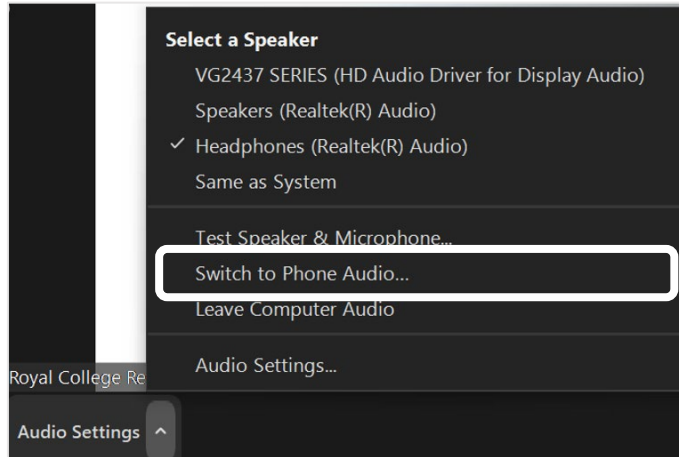 Select a Speaker
VG2437 SERIES (HD Audio Driver for Display Audio)
Speakers (Realtek(R) Audio)
Headphones (Realtek(R) Audio)
Same as System
Test Speaker & Microphone...
Switch to Phone Audio...
Leave Computer Audio
Audio Settings...
Royal College Re
Audio Settings